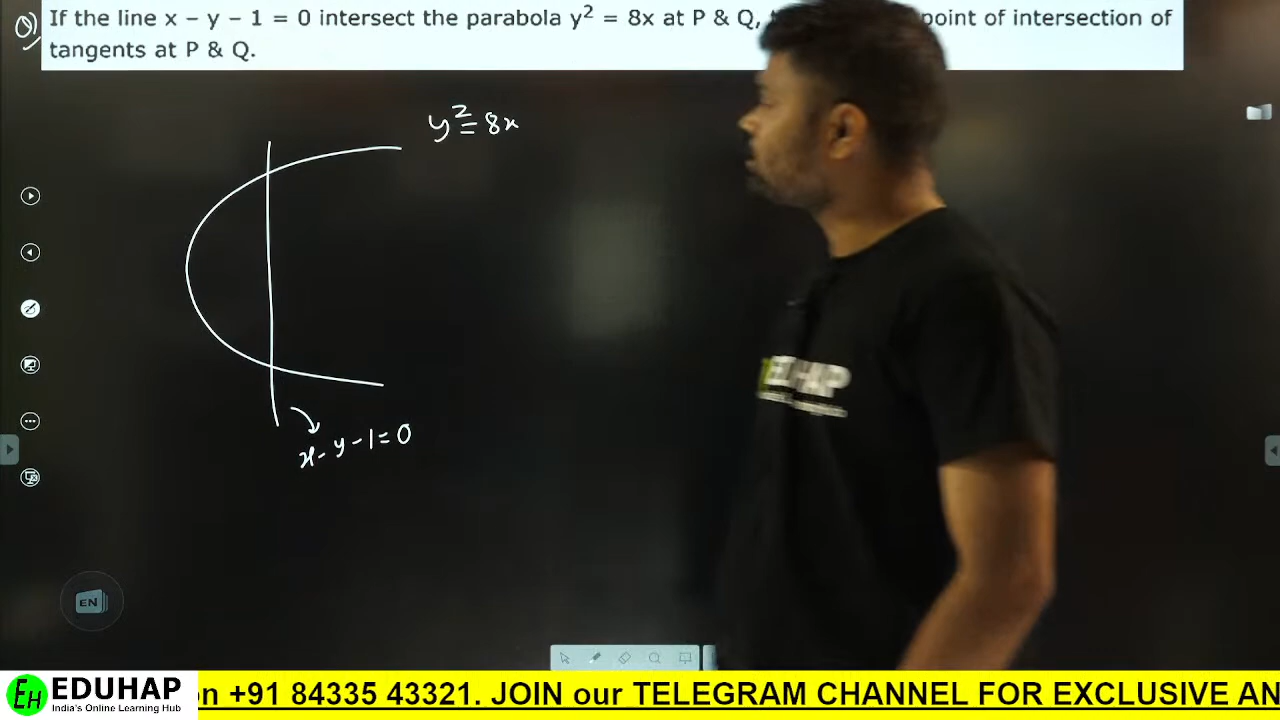 Q)
If the line x − y − 1 = 0 intersect the parabola y² = 8x at P & Q, point of intersection of
tangents at P & Q.
y² = 8x
x - y - 1 = 0
EDUHAP
EN
EH EDUHAP
India's Online Learning Hub
on +91 84335 43321. JOIN our TELEGRAM CHANNEL FOR EXCLUSIVE AN